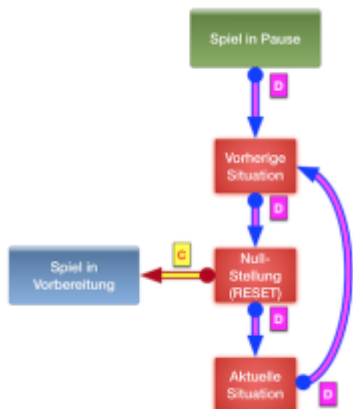 Spiel in Pause
D
Vorherige
Situation
D
C
Spiel in
Vorbereitung
Null-
Stellung
(RESET)
D
Aktuelle
Situation
D